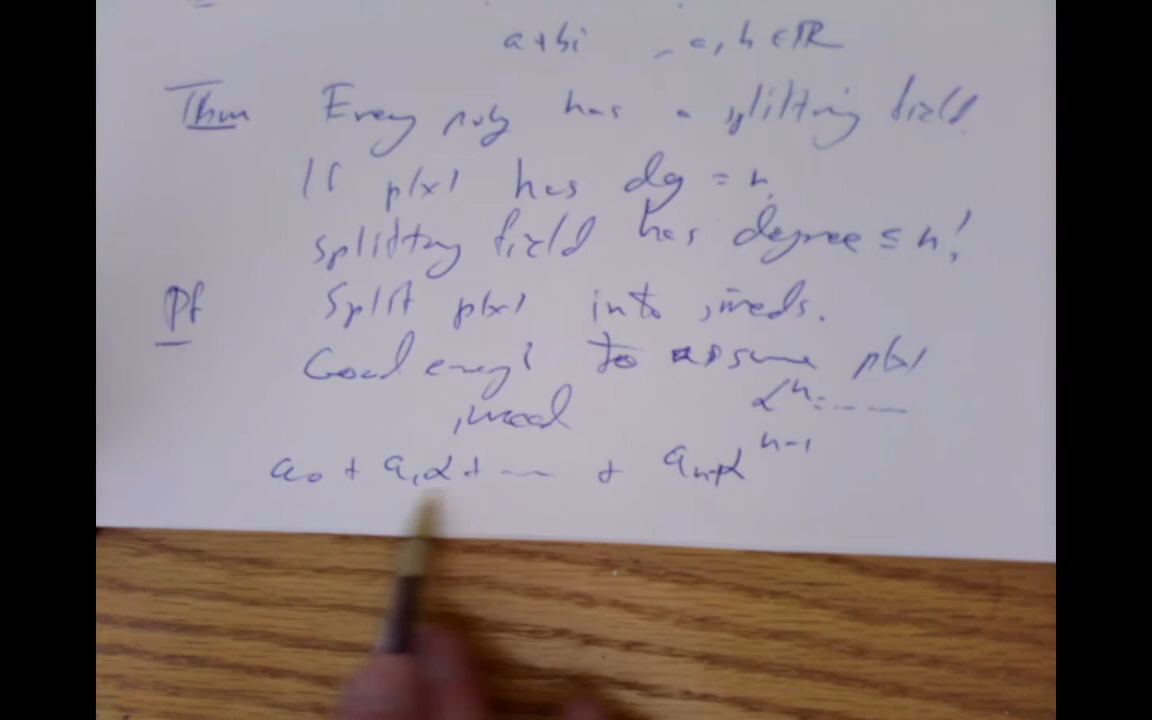 a+bi , a, b ∈ ℝ
Thm Every poly has a splitting field.
If p(x) has deg = n,
splitting field has degree ≤ n!
Pf Split p(x) into irreds.
Good enough to assume p(x)
irred αⁿ = ------
a₀ + a₁α + --- + aₙ₋₁αⁿ⁻¹